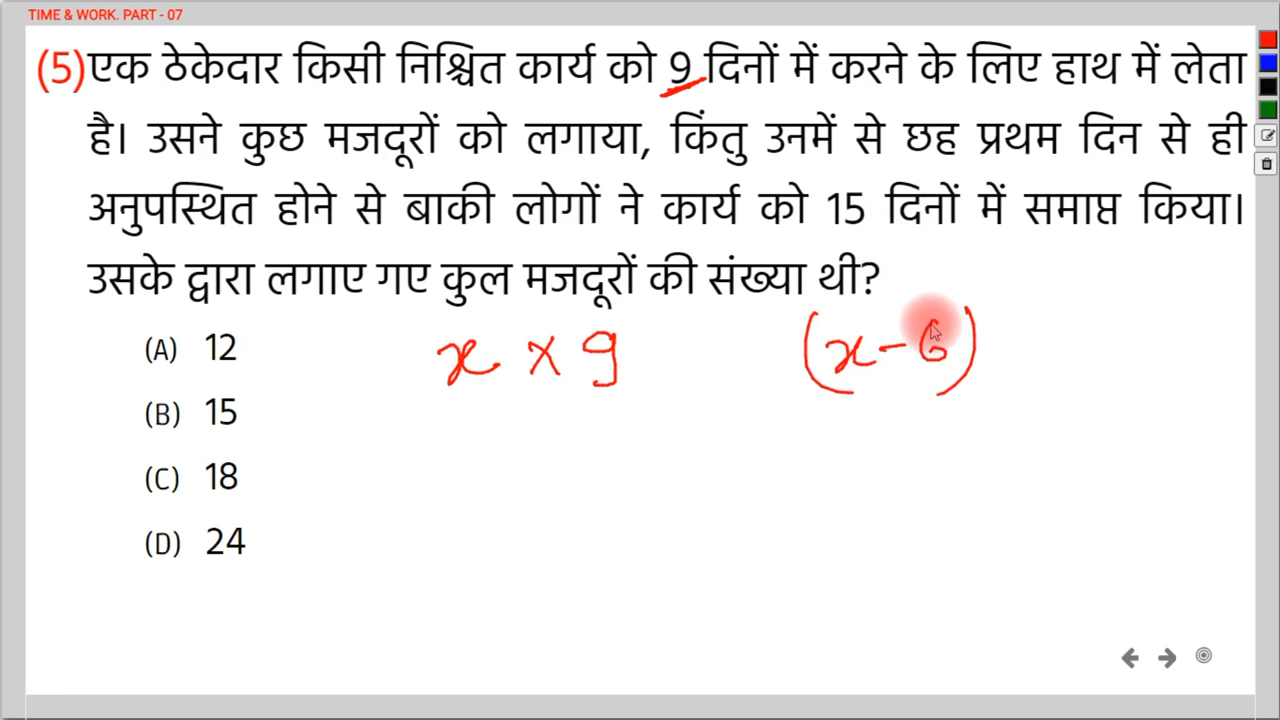 TIME & WORK. PART - 07
(5) एक ठेकेदार किसी निश्चित कार्य को 9 दिनों में करने के लिए हाथ में लेता
है। उसने कुछ मजदूरों को लगाया, किंतु उनमें से छह प्रथम दिन से ही
अनुपस्थित होने से बाकी लोगों ने कार्य को 15 दिनों में समाप्त किया।
उसके द्वारा लगाए गए कुल मजदूरों की संख्या थी?
(A) 12
x × 9 (x-6)
(B) 15
(C) 18
(D) 24